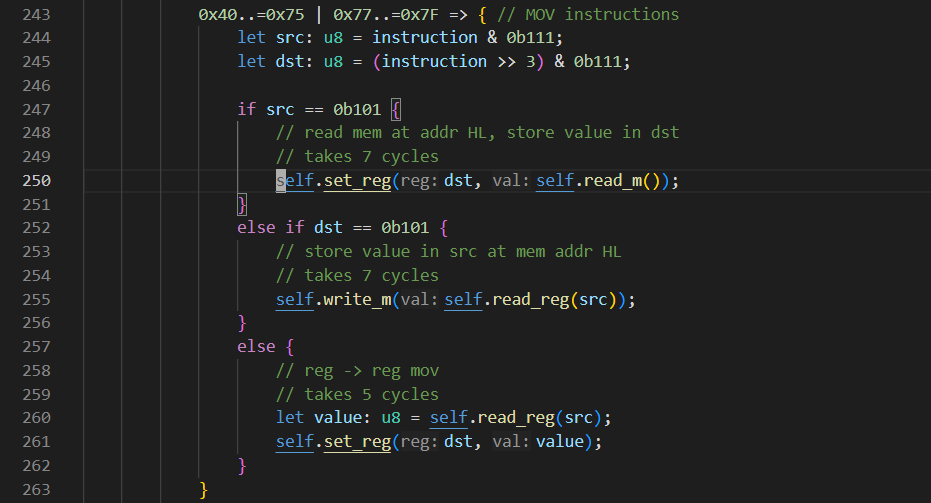 243 0x40..=0x75 | 0x77..=0x7F => { // MOV instructions
244 let src: u8 = instruction & 0b111;
245 let dst: u8 = (instruction >> 3) & 0b111;
246
247 if src == 0b101 {
248 // read mem at addr HL, store value in dst
249 // takes 7 cycles
250 self.set_reg(reg: dst, val: self.read_m());
251 }
252 else if dst == 0b101 {
253 // store value in src at mem addr HL
254 // takes 7 cycles
255 self.write_m(val: self.read_reg(src));
256 }
257 else {
258 // reg -> reg mov
259 // takes 5 cycles
260 let value: u8 = self.read_reg(src);
261 self.set_reg(reg: dst, val: value);
262 }
263 }